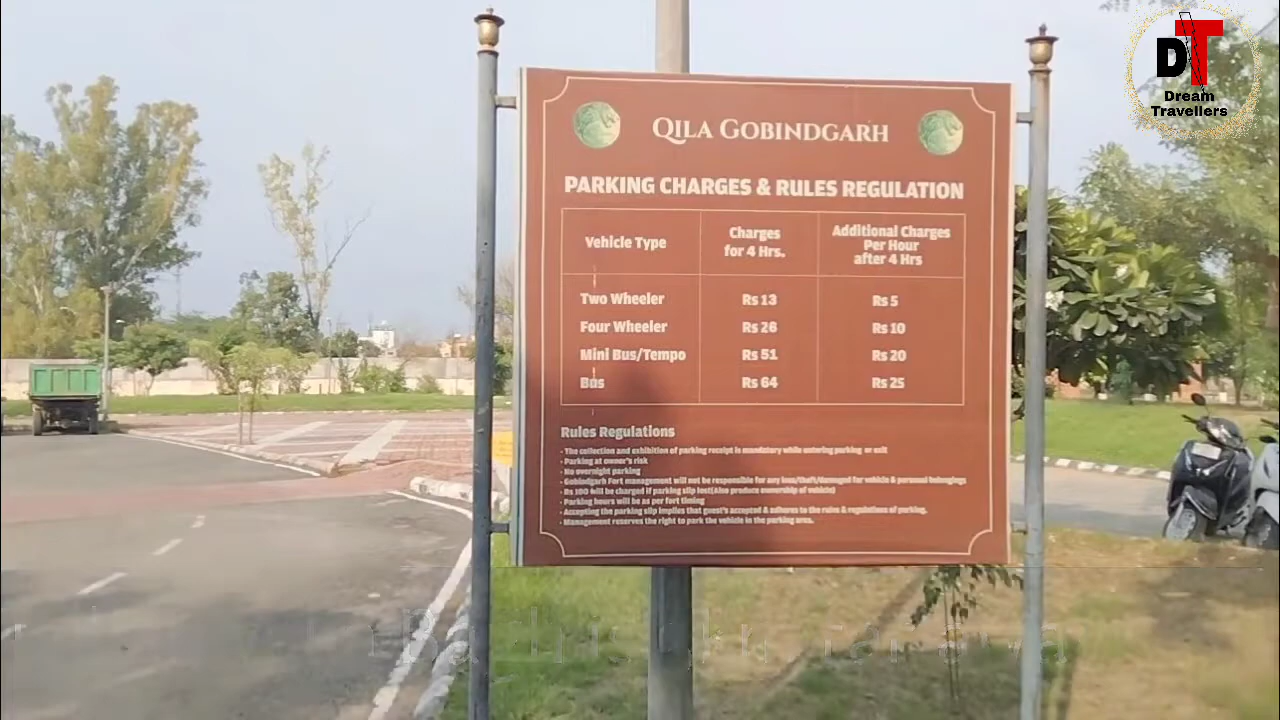 DT
Dream
Travellers
QILA GOBINDGARH
PARKING CHARGES & RULES REGULATION
Vehicle Type Charges for 4 Hrs. Additional Charges Per Hour after 4 Hrs
Two Wheeler Rs 13 Rs 5
Four Wheeler Rs 26 Rs 10
Mini Bus/Tempo Rs 51 Rs 20
Bus Rs 64 Rs 25
Rules Regulations
- The collection and exhibition of parking receipt is mandatory while entering parking or exit
- Parking at owner's risk
- No overnight parking
- Gobindgarh Fort management will not be responsible for any loss/theft/damaged for vehicle & personal belongings
- Rs 100 will be charged if parking slip lost(Also produce ownership of vehicle)
- Parking hours will be as per fort timing
- Accepting the parking slip implies that guest's accepted & adheres to the rules & regulations of parking.
- Management reserves the right to park the vehicle in the parking area.